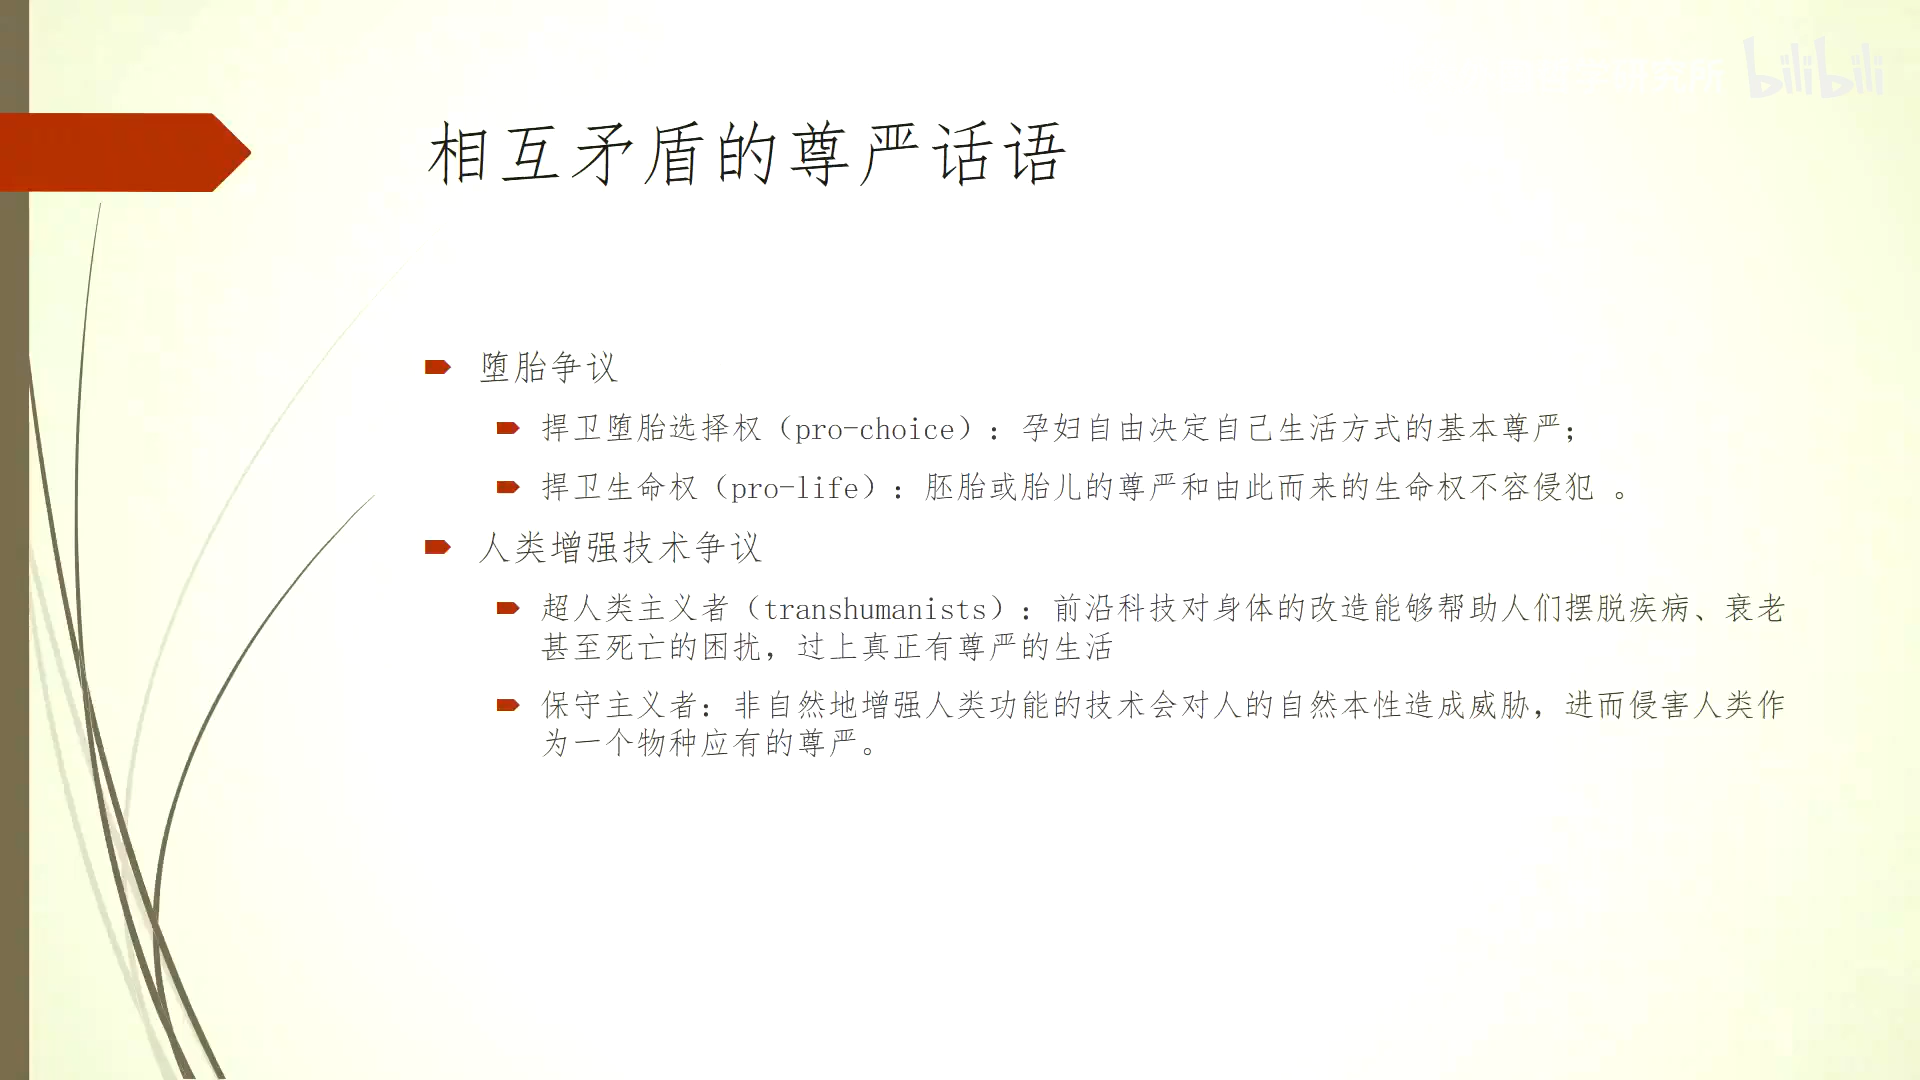 bilibili
相互矛盾的尊严话语
堕胎争议
捍卫堕胎选择权（pro-choice）：孕妇自由决定自己生活方式的基本尊严；
捍卫生命权（pro-life）：胚胎或胎儿的尊严和由此而来的生命权不容侵犯 。
人类增强技术争议
超人类主义者（transhumanists）：前沿科技对身体的改造能够帮助人们摆脱疾病、衰老
甚至死亡的困扰，过上真正有尊严的生活
保守主义者：非自然地增强人类功能的技术会对人的自然本性造成威胁，进而侵害人类作
为一个物种应有的尊严。